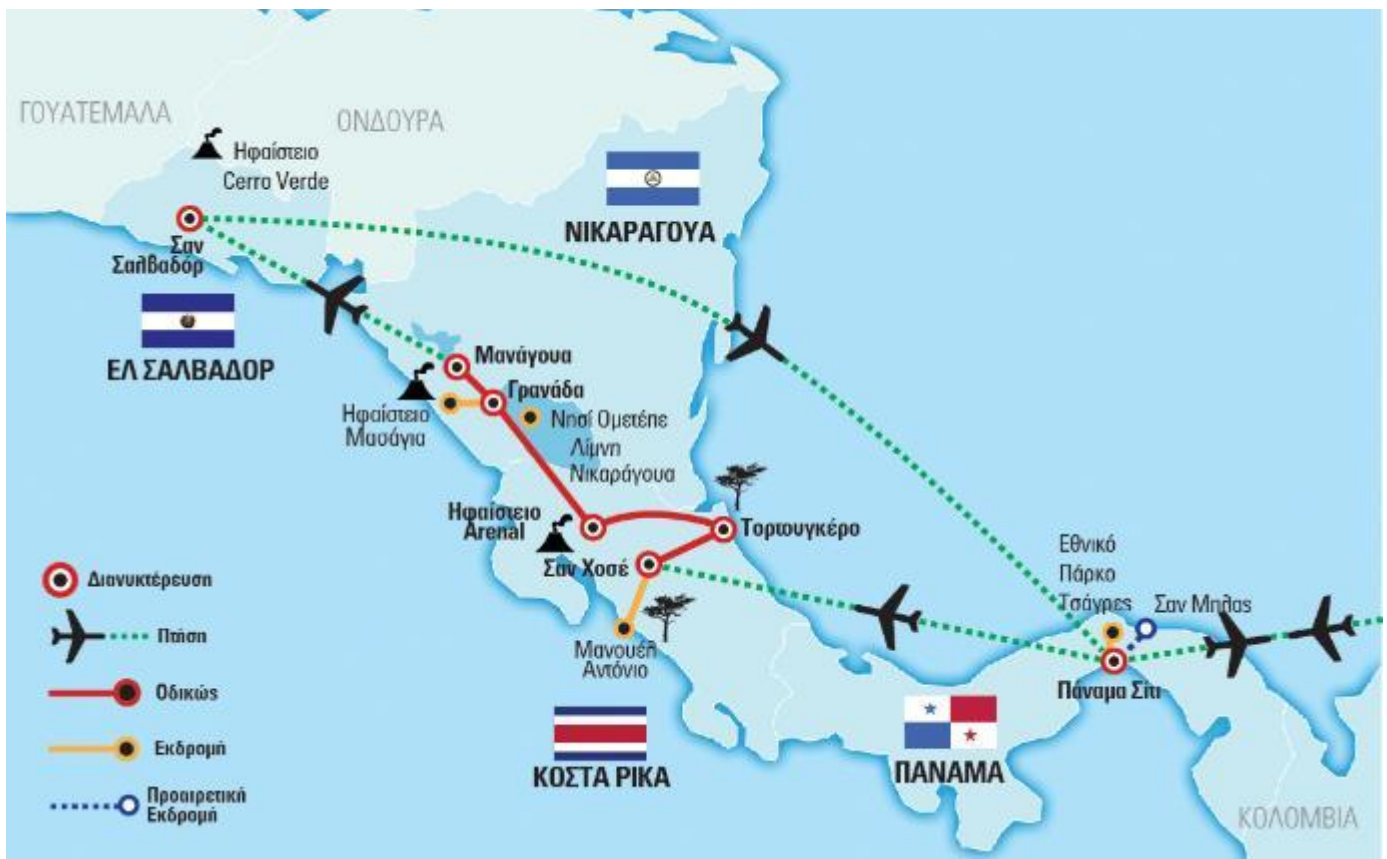 ΓΟΥΑΤΕΜΑΛΑ
ΟΝΔΟΥΡΑ
Ηφαίστειο
Cerro Verde
ΝΙΚΑΡΑΓΟΥΑ
Σαν
Σαλβαδόρ
ΕΛ ΣΑΛΒΑΔΟΡ
Μανάγουα
Γρανάδα
Ηφαίστειο
Μασάγια
Νησί Ομετέπε
Λίμνη
Νικαράγουα
Ηφαίστειο
Arenal
Τορτουγκέρο
Σαν Χοσέ
Εθνικό
Πάρκο
Τσάγρες
Σαν Μπλας
Μανουέλ
Αντόνιο
Πάναμα Σίτι
ΚΟΣΤΑ ΡΙΚΑ
ΠΑΝΑΜΑ
ΚΟΛΟΜΒΙΑ
Διανυκτέρευση
Πτήση
Οδικώς
Εκδρομή
Προαιρετική
Εκδρομή